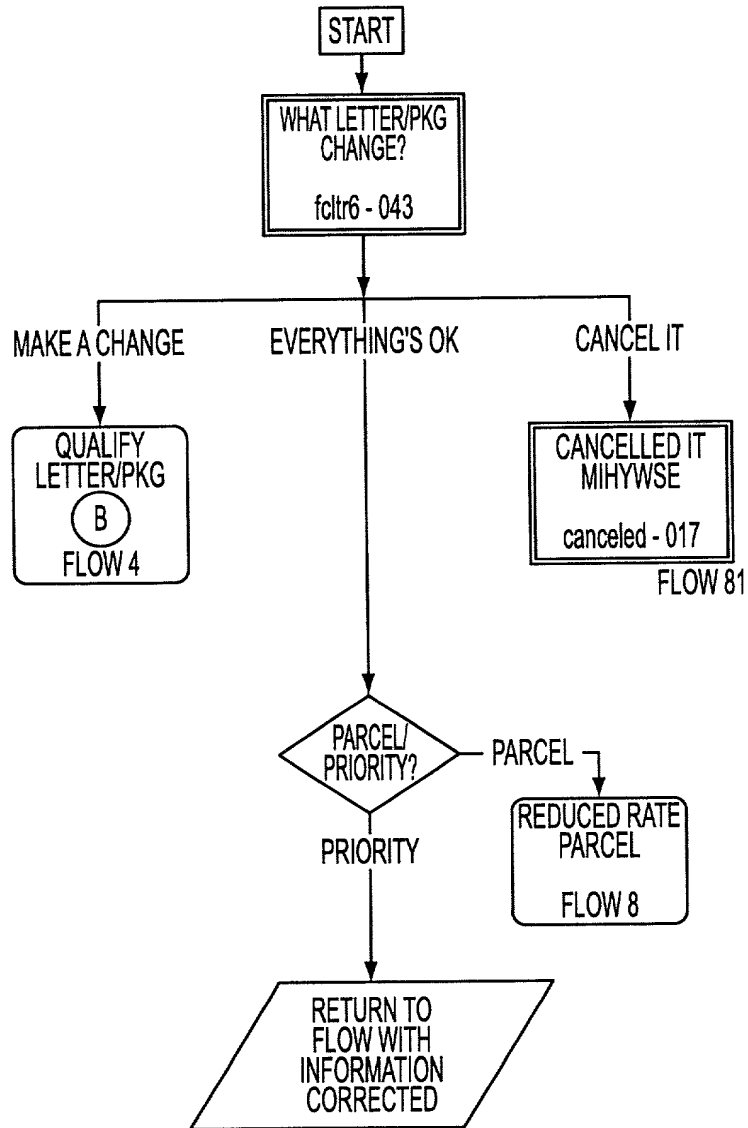 START
WHAT LETTER/PKG
CHANGE?
fcltr6 - 043
MAKE A CHANGE
EVERYTHING'S OK
CANCEL IT
QUALIFY
LETTER/PKG
B
FLOW 4
CANCELLED IT
MIHYWSE
canceled - 017
FLOW 81
PARCEL/
PRIORITY?
PARCEL
REDUCED RATE
PARCEL
FLOW 8
PRIORITY
RETURN TO
FLOW WITH
INFORMATION
CORRECTED